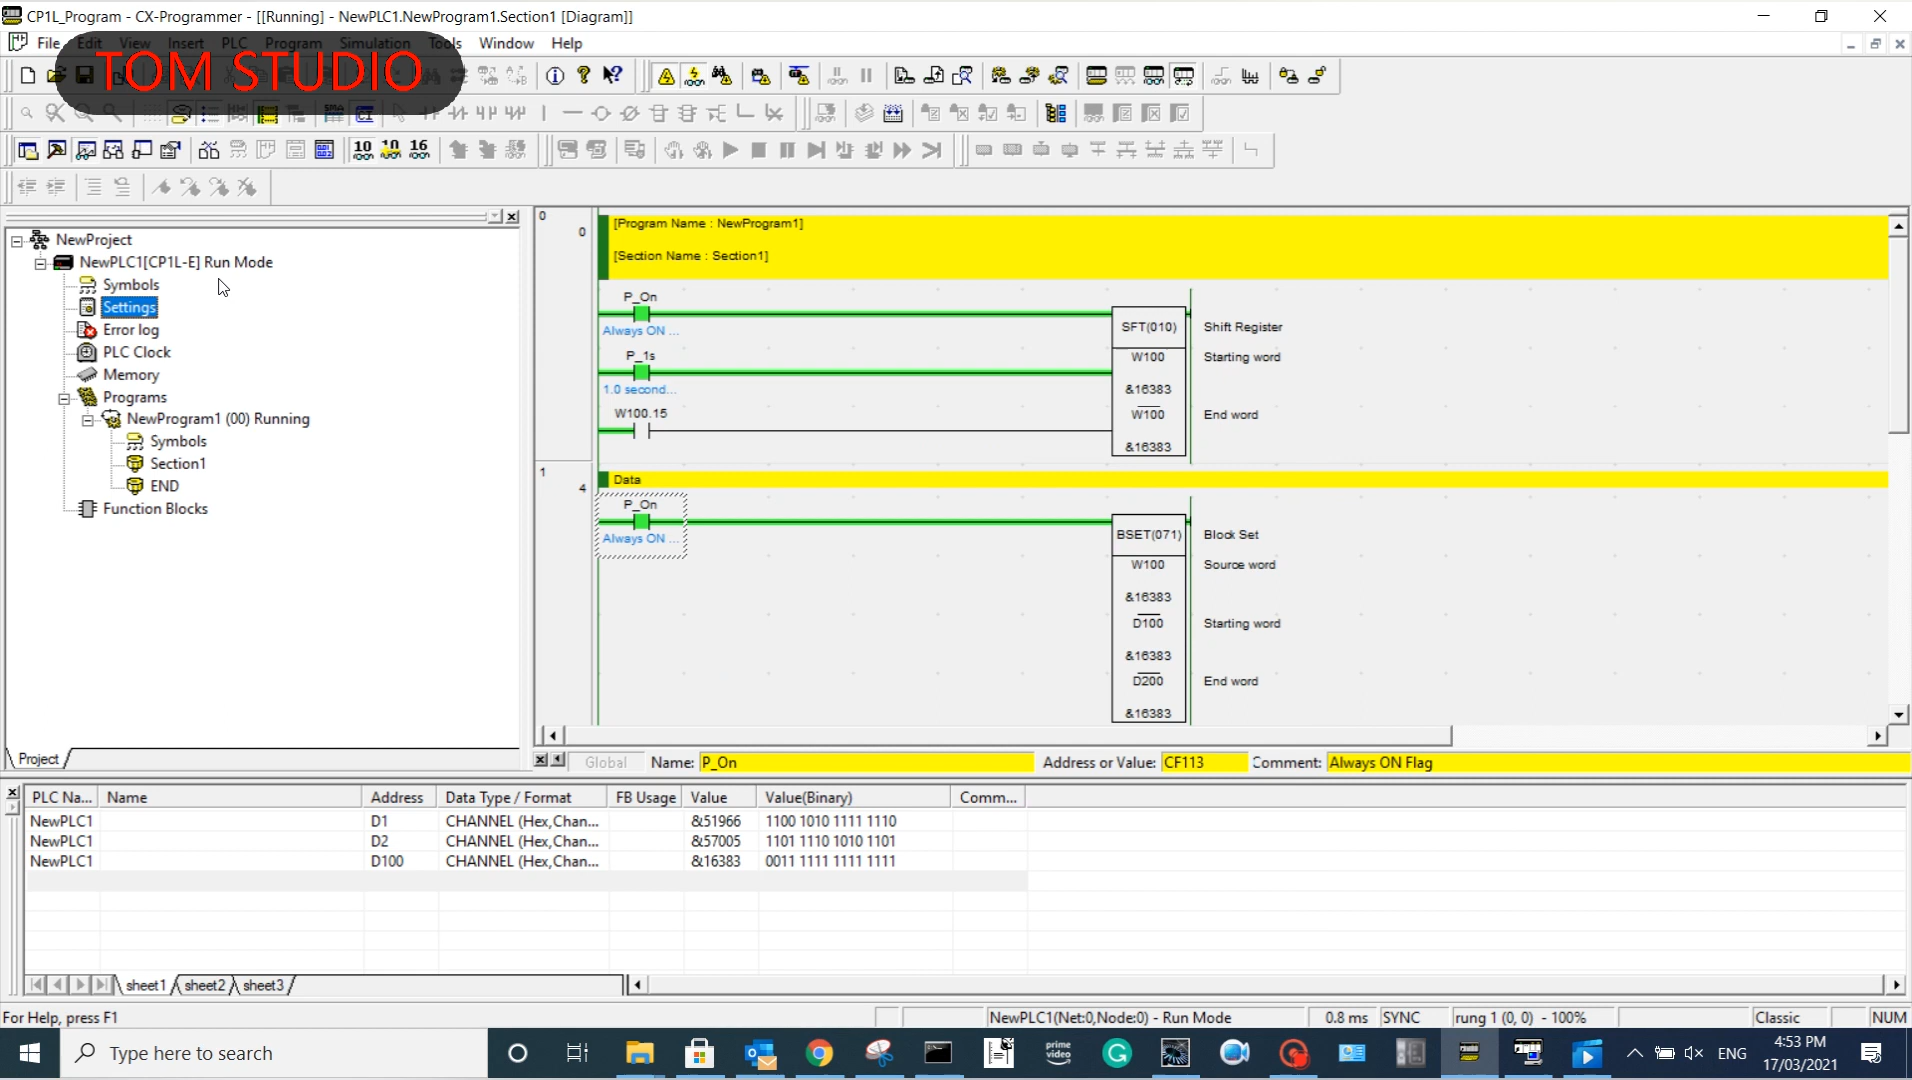 CP1L_Program - CX-Programmer - [[Running] - NewPLC1.NewProgram1.Section1 [Diagram]]
File Edit View Insert PLC Program Simulation Tools Window Help
TOM STUDIO
10 10 16
NewProject
NewPLC1[CP1L-E] Run Mode
Symbols
Settings
Error log
PLC Clock
Memory
Programs
NewProgram1 (00) Running
Symbols
Section1
END
Function Blocks
Project
0
0
[Program Name : NewProgram1]
[Section Name : Section1]
P_On
Always ON ...
SFT(010) Shift Register
P_1s
W100 Starting word
1.0 second...
&16383
W100.15
W100 End word
&16383
1
4
Data
P_On
Always ON ...
BSET(071) Block Set
W100 Source word
&16383
D100 Starting word
&16383
D200 End word
&16383
Global Name: P_On Address or Value: CF113 Comment: Always ON Flag
PLC Na... Name Address Data Type / Format FB Usage Value Value(Binary) Comm...
NewPLC1 D1 CHANNEL (Hex,Chan... &51966 1100 1010 1111 1110
NewPLC1 D2 CHANNEL (Hex,Chan... &57005 1101 1110 1010 1101
NewPLC1 D100 CHANNEL (Hex,Chan... &16383 0011 1111 1111 1111
sheet1 sheet2 sheet3
For Help, press F1
NewPLC1(Net:0,Node:0) - Run Mode 0.8 ms SYNC rung 1 (0, 0) - 100% Classic NUM
Type here to search
prime video
ENG
4:53 PM
17/03/2021